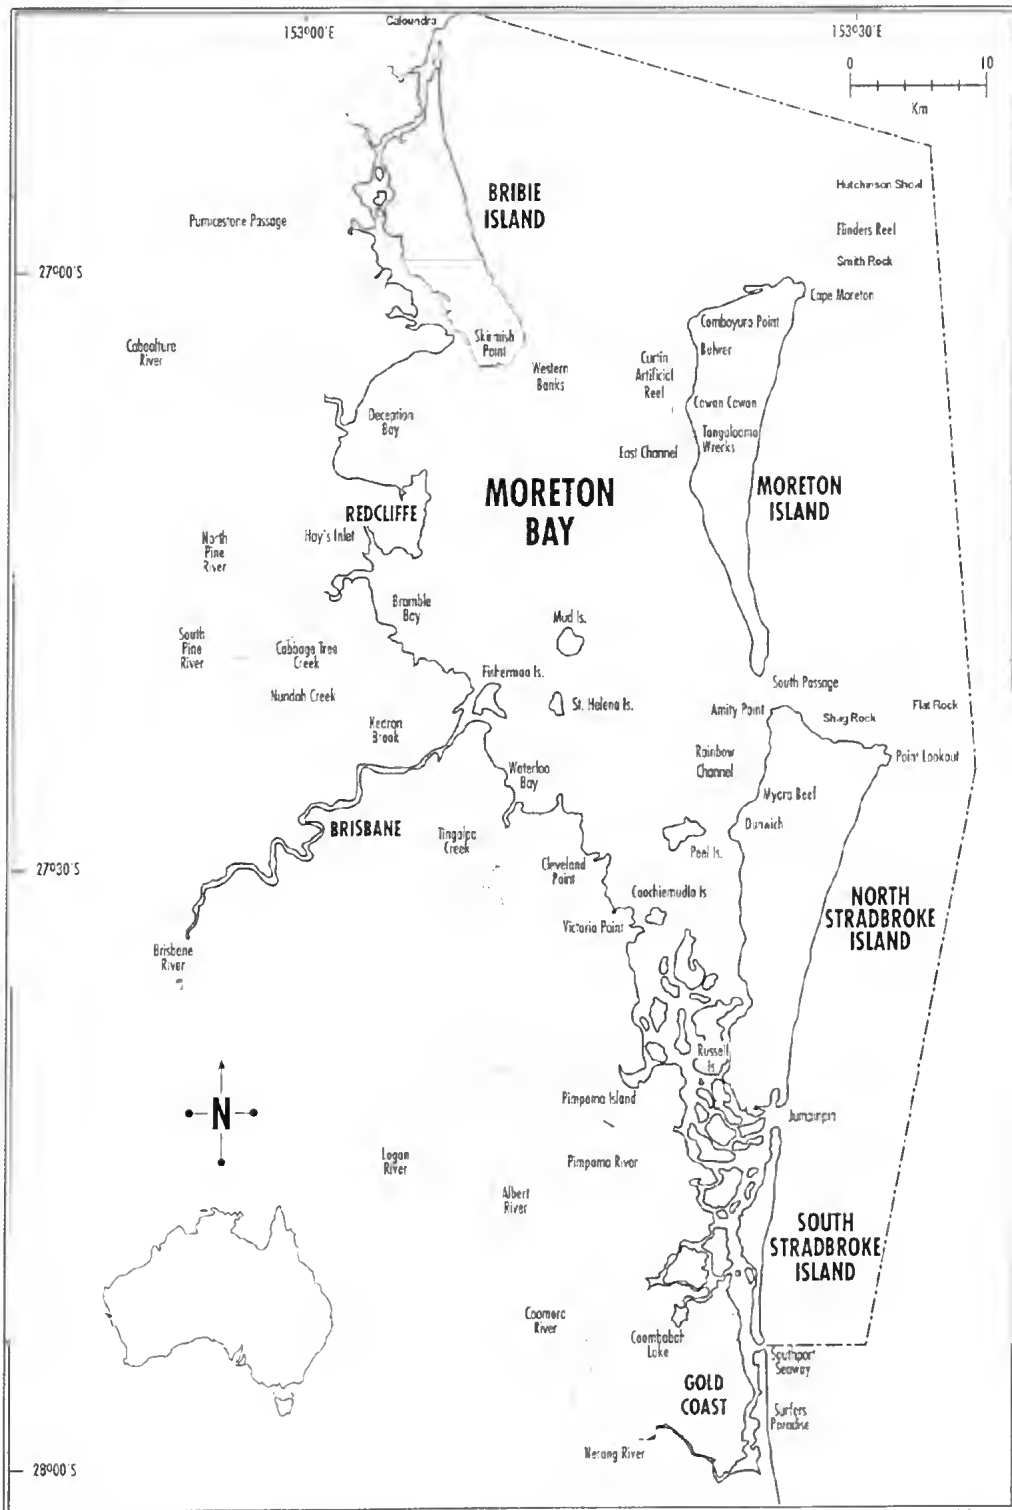 Caloundra
153°00'E
153°30'E
0
10
Km
BRIBIE
ISLAND
Hutchinson Shoal
Pumicestone Passage
Flinders Reef
Smith Rock
27°00'S
Cape Moreton
Comboyuro Point
Skirmish
Point
Bulwer
Caboolture
River
Curtin
Artificial
Reef
Western
Banks
Cowan Cowan
Deception
Bay
Tangalooma
Wrecks
East Channel
MORETON
BAY
MORETON
ISLAND
REDCLIFFE
Hay's Inlet
North
Pine
River
Bramble
Bay
Mud Is.
South
Pine
River
Cabbage Tree
Creek
Fisherman Is.
South Passage
Nundah Creek
St. Helena Is.
Amity Point
Flat Rock
Shag Rock
Kedron
Brook
Rainbow
Channel
Point Lookout
Waterloo
Bay
Myora Reef
BRISBANE
Tingalpa
Creek
Dunwich
Peel Is.
Cleveland
Point
27°30'S
Coochiemudlo Is
NORTH
STRADBROKE
ISLAND
Victoria Point
Brisbane
River
Russell
Is.
Pimpama Island
N
Jumpinpin
Logan
River
Pimpama River
Albert
River
SOUTH
STRADBROKE
ISLAND
Coomera
River
Coombabah
Lake
Southport
Seaway
GOLD
COAST
Surfers
Paradise
Nerang River
28°00'S